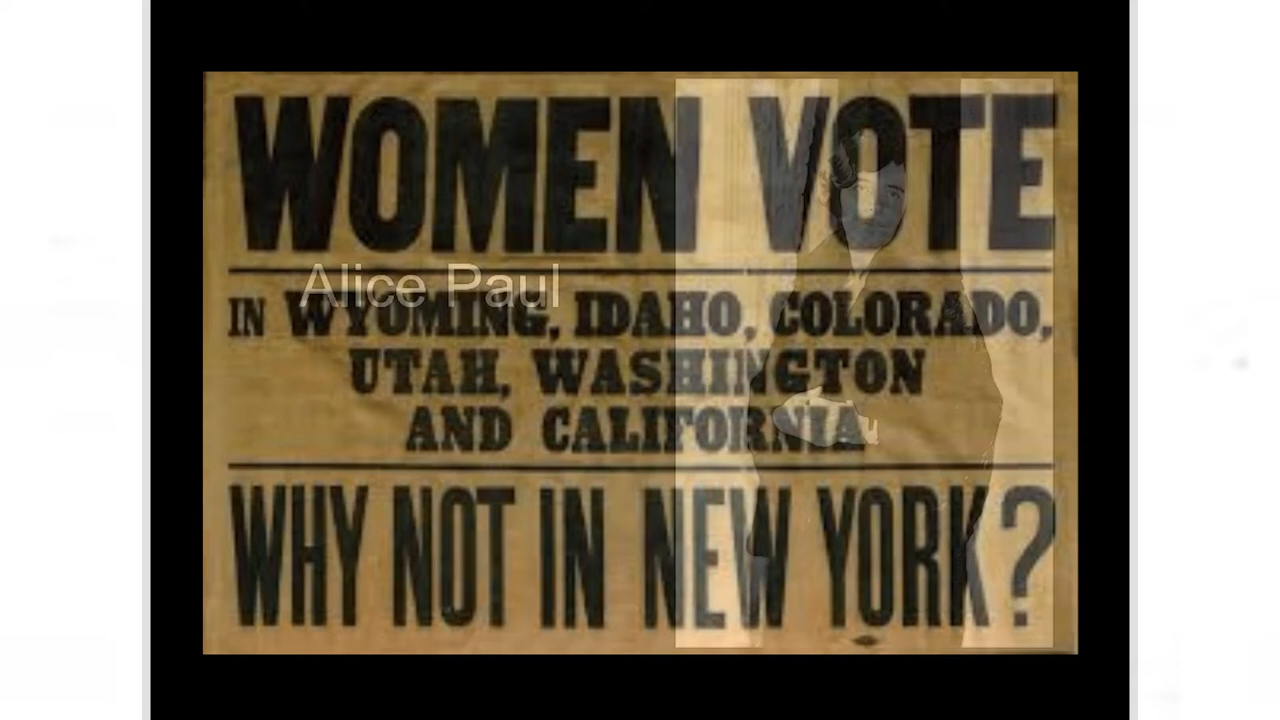 WOMEN VOTE
Alice Paul
IN WYOMING, IDAHO, COLORADO,
UTAH, WASHINGTON
AND CALIFORNIA
WHY NOT IN NEW YORK?